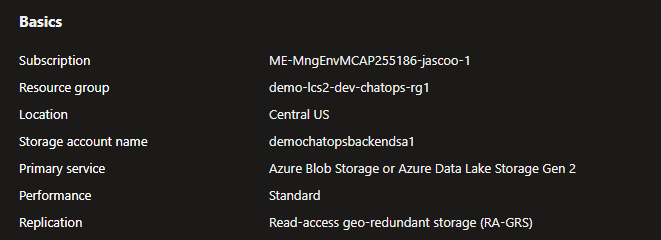 Basics
Subscription ME-MngEnvMCAP255186-jascoo-1
Resource group demo-lcs2-dev-chatops-rg1
Location Central US
Storage account name demochatopsbackendsa1
Primary service Azure Blob Storage or Azure Data Lake Storage Gen 2
Performance Standard
Replication Read-access geo-redundant storage (RA-GRS)